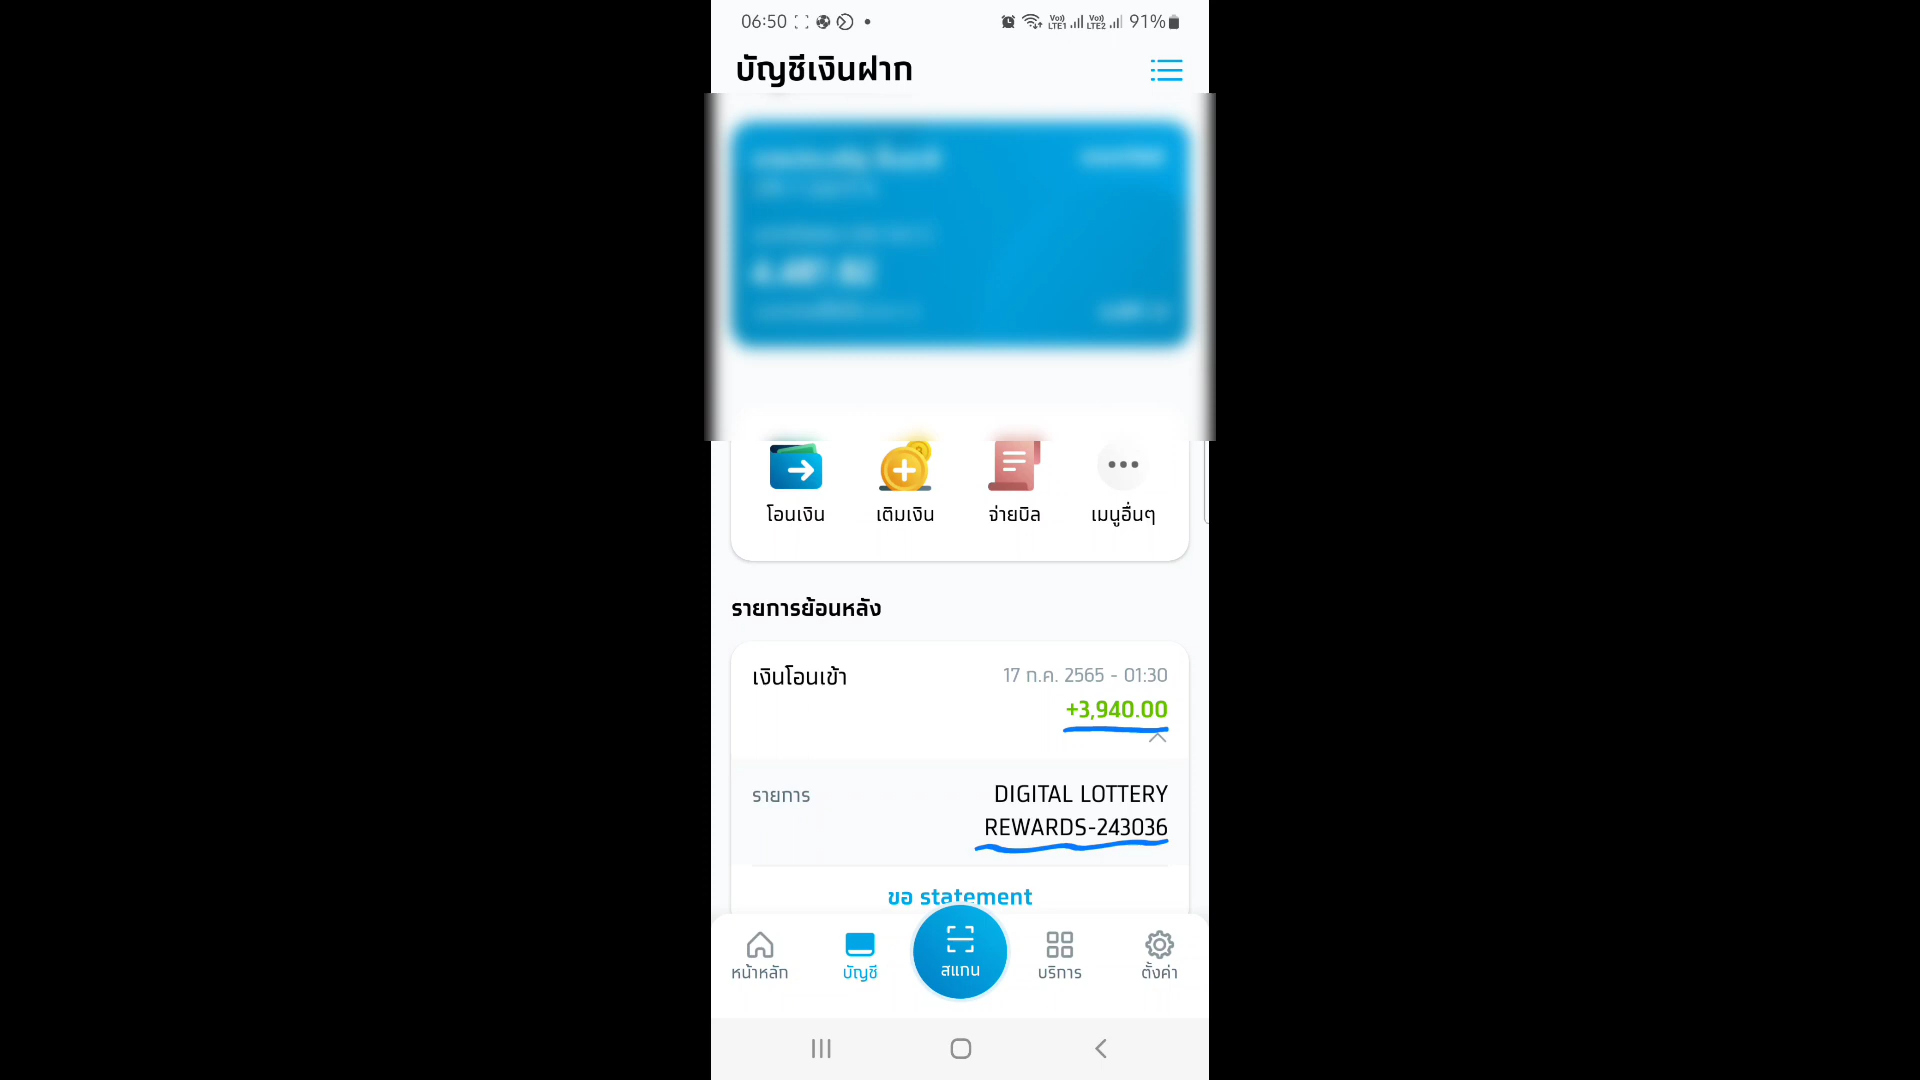 06:50
Vo)) LTE1 Vo)) LTE2 91%
บัญชีเงินฝาก
โอนเงิน เติมเงิน จ่ายบิล เมนูอื่นๆ
รายการย้อนหลัง
เงินโอนเข้า 17 ก.ค. 2565 - 01:30
+3,940.00
รายการ DIGITAL LOTTERY
REWARDS-243036
ขอ statement
หน้าหลัก บัญชี สแกน บริการ ตั้งค่า